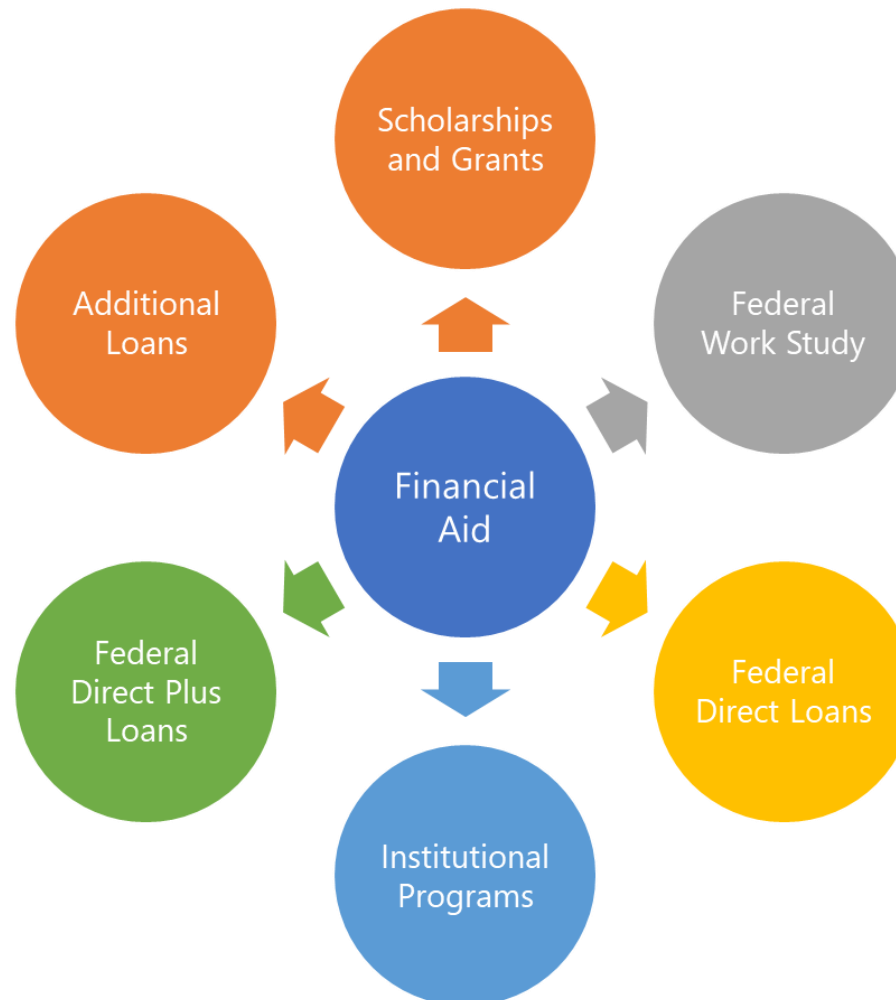 Scholarships
and Grants
Additional
Loans
Federal
Work Study
Financial
Aid
Federal
Direct Plus
Loans
Federal
Direct Loans
Institutional
Programs